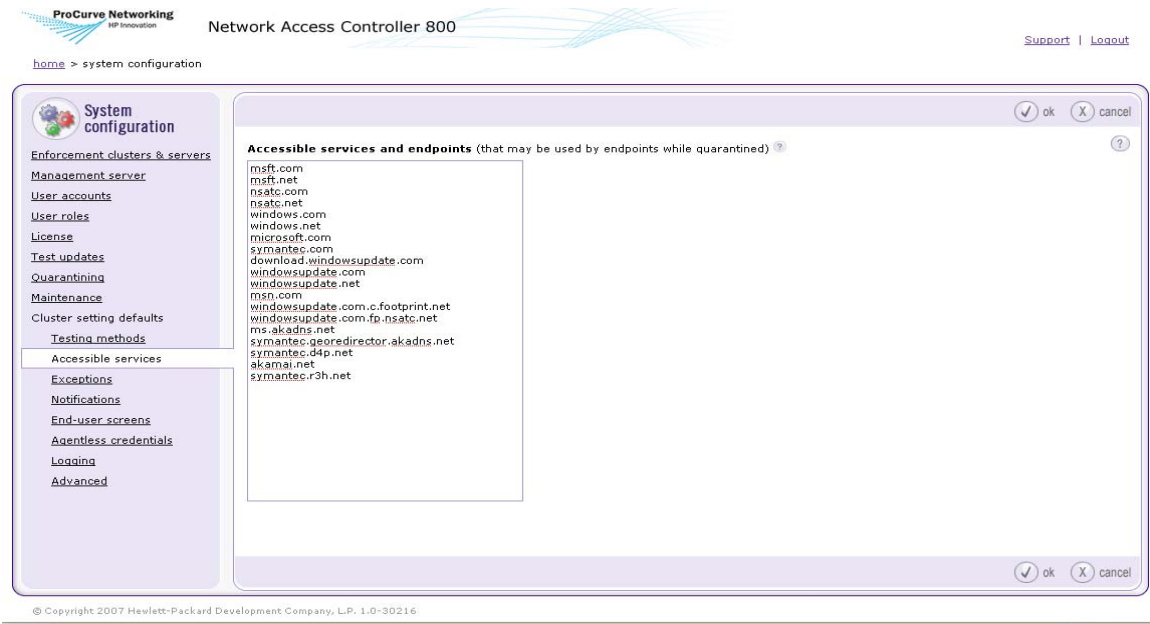 ProCurve Networking
HP Innovation
Network Access Controller 800
Support | Logout
home > system configuration
System
configuration
ok X cancel
Enforcement clusters & servers
Management server
User accounts
User roles
License
Test updates
Quarantining
Maintenance
Cluster setting defaults
Testing methods
Accessible services
Exceptions
Notifications
End-user screens
Agentless credentials
Logging
Advanced
Accessible services and endpoints (that may be used by endpoints while quarantined) ?
?
msft.com
msft.net
nsatc.com
nsatc.net
windows.com
windows.net
microsoft.com
symantec.com
download.windowsupdate.com
windowsupdate.com
windowsupdate.net
msn.com
windowsupdate.com.c.footprint.net
windowsupdate.com.fp.nsatc.net
ms.akadns.net
symantec.georedirector.akadns.net
symantec.d4p.net
akamai.net
symantec.r3h.net
ok X cancel
© Copyright 2007 Hewlett-Packard Development Company, L.P. 1.0-30216